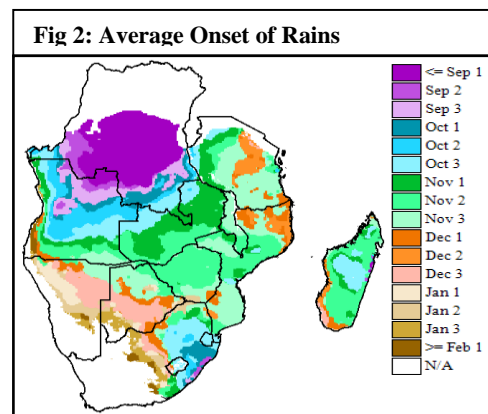 Fig 2: Average Onset of Rains
<= Sep 1
Sep 2
Sep 3
Oct 1
Oct 2
Oct 3
Nov 1
Nov 2
Nov 3
Dec 1
Dec 2
Dec 3
Jan 1
Jan 2
Jan 3
>= Feb 1
N/A